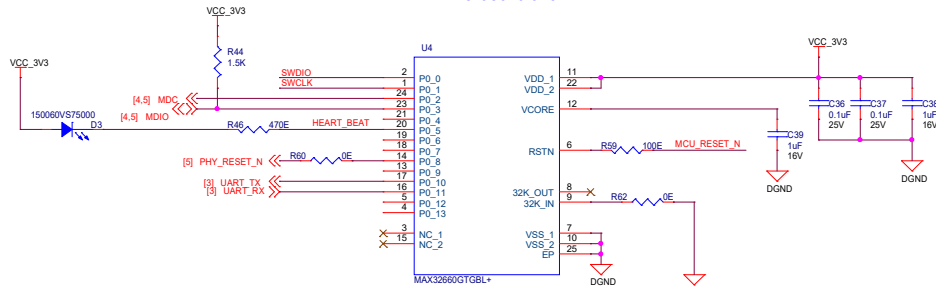 VCC_3V3
U4
VCC_3V3
R44
1.5K
VCC_3V3
SWDIO 2 P0_0 VDD_1 11
SWCLK 1 P0_1 VDD_2 22
[4,5] MDC 24 P0_2
[4,5] MDIO 23 P0_3 VCORE 12
21 P0_4
150060VS75000 D3 R46 470E HEART_BEAT 20 P0_5
19 P0_6
18 P0_7
[5] PHY_RESET_N R60 0E 14 P0_8 RSTN 6 R59 100E MCU_RESET_N
13 P0_9
[3] UART_TX 17 P0_10
[3] UART_RX 16 P0_11 32K_OUT 8
5 P0_12 32K_IN 9 R62 0E
4 P0_13
3 NC_1 VSS_1 7
15 NC_2 VSS_2 10
EP 25
MAX32660GTGBL+
DGND
C36
0.1uF
25V
C37
0.1uF
25V
C38
1uF
16V
C39
1uF
16V
DGND
DGND